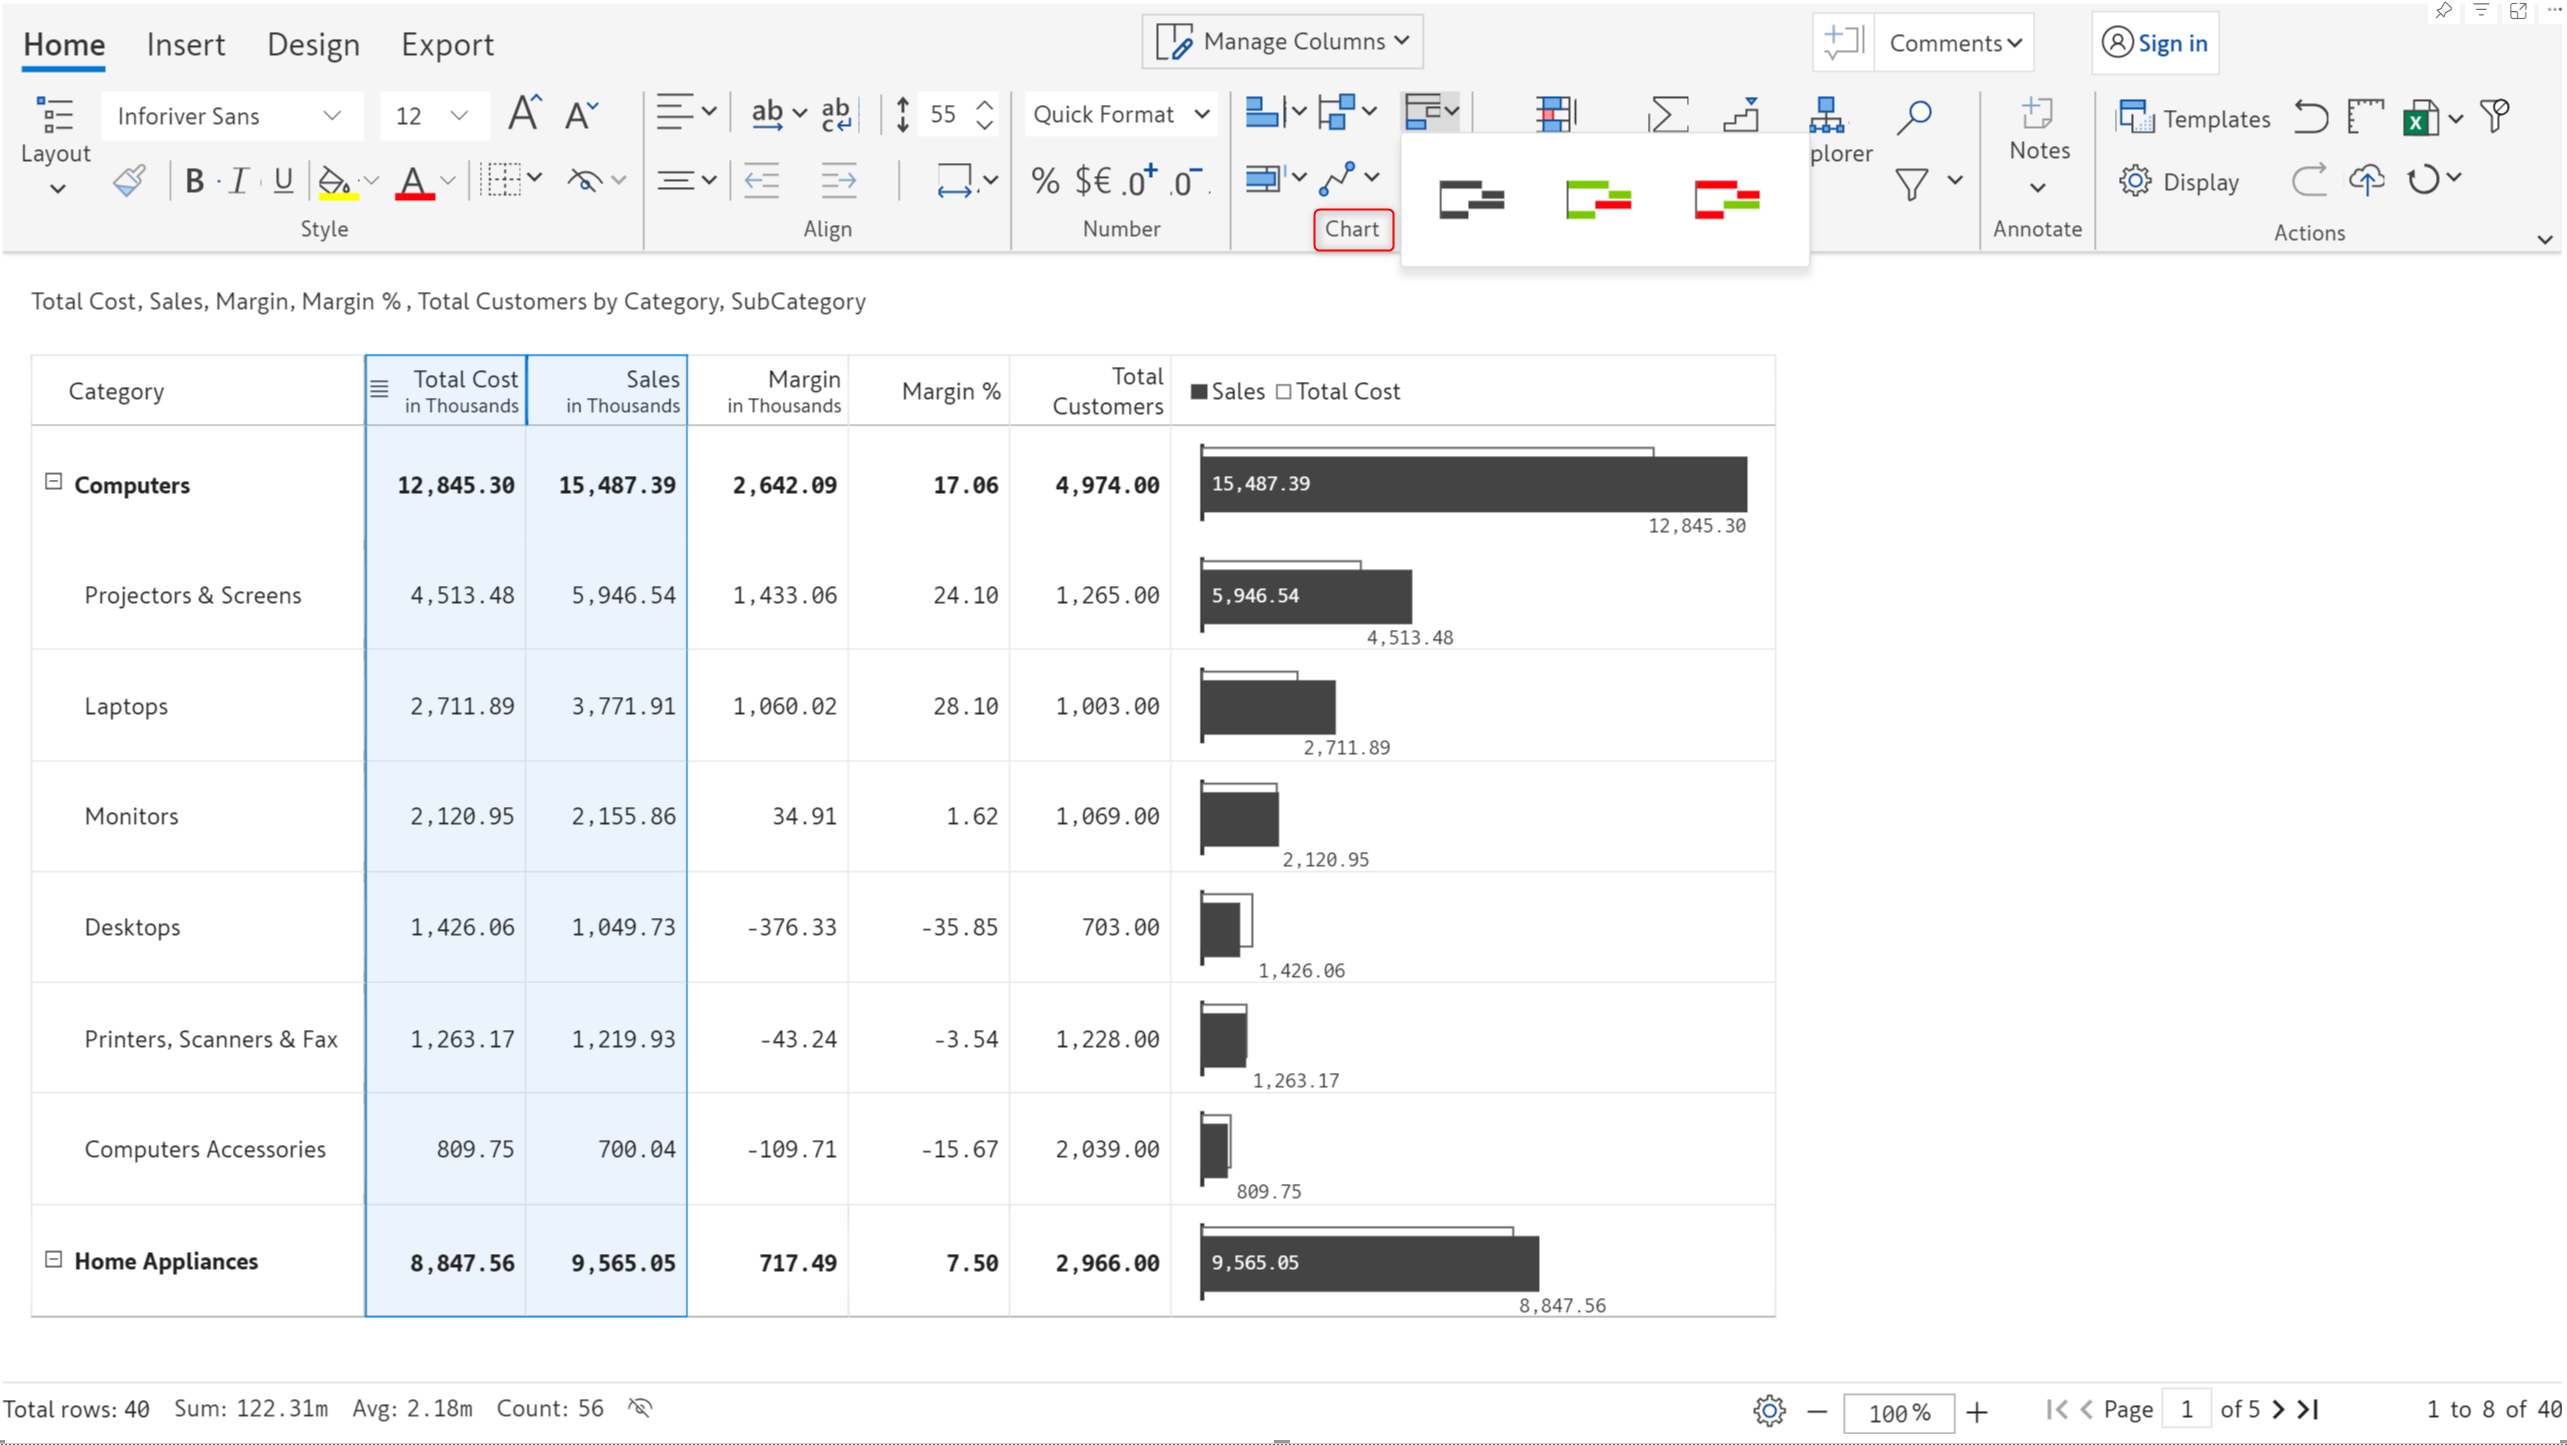 Home Insert Design Export
Manage Columns
Comments
Sign in
Layout
Inforiver Sans
12
ab
ab
c
55
Quick Format
plorer
Notes
Templates
B I U
A
% $€ .0+ .0-
Display
Style
Align
Number
Chart
Annotate
Actions
Total Cost, Sales, Margin, Margin % , Total Customers by Category, SubCategory
Category
Total Cost
in Thousands
Sales
in Thousands
Margin
in Thousands
Margin %
Total
Customers
Sales Total Cost
Computers 12,845.30 15,487.39 2,642.09 17.06 4,974.00 15,487.39
12,845.30
Projectors & Screens 4,513.48 5,946.54 1,433.06 24.10 1,265.00 5,946.54
4,513.48
Laptops 2,711.89 3,771.91 1,060.02 28.10 1,003.00
2,711.89
Monitors 2,120.95 2,155.86 34.91 1.62 1,069.00
2,120.95
Desktops 1,426.06 1,049.73 -376.33 -35.85 703.00
1,426.06
Printers, Scanners & Fax 1,263.17 1,219.93 -43.24 -3.54 1,228.00
1,263.17
Computers Accessories 809.75 700.04 -109.71 -15.67 2,039.00
809.75
Home Appliances 8,847.56 9,565.05 717.49 7.50 2,966.00 9,565.05
8,847.56
Total rows: 40 Sum: 122.31m Avg: 2.18m Count: 56
100%
Page 1 of 5
1 to 8 of 40